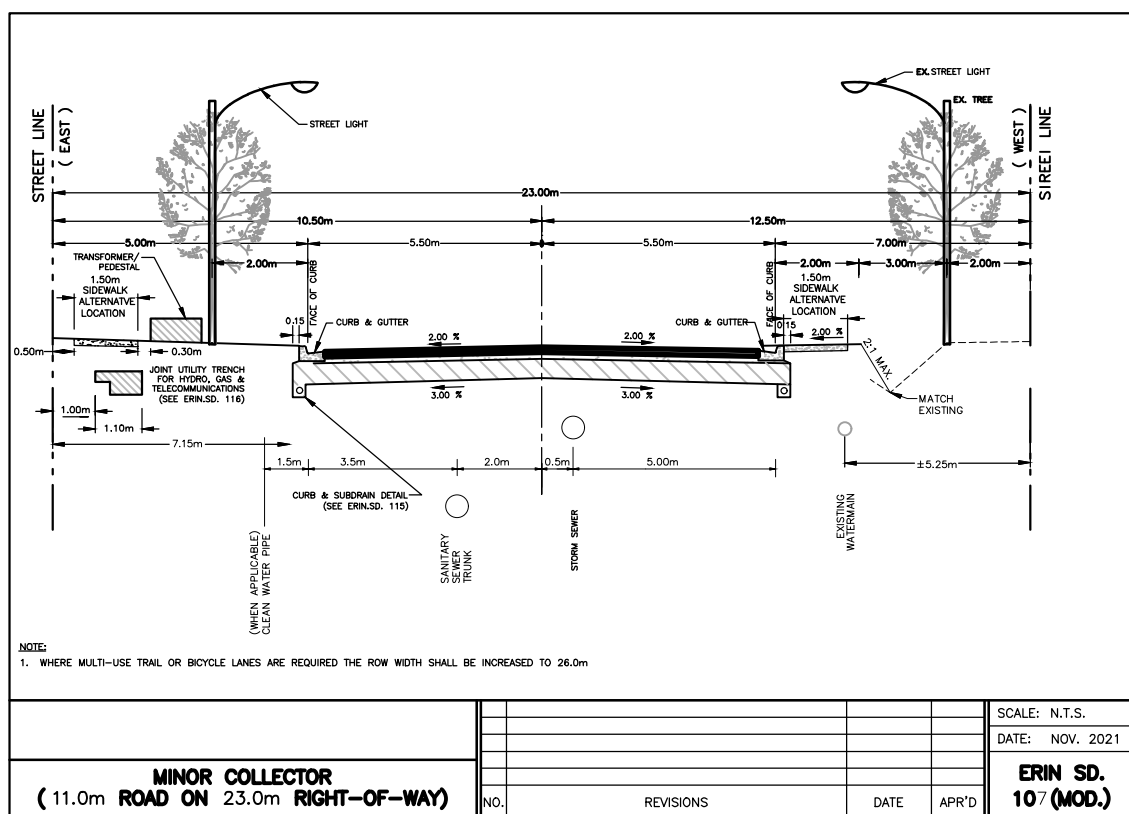 EX. STREET LIGHT
EX. TREE
STREET LIGHT
STREET LINE
( EAST )
( WEST )
SIREEI LINE
23.00m
10.50m
12.50m
5.00m
5.50m
5.50m
7.00m
TRANSFORMER/
PEDESTAL
2.00m
2.00m
3.00m
2.00m
1.50m
SIDEWALK
ALTERNATVE
LOCATION
FACE OF CURB
FACE OF CURB
1.50m
SIDEWALK
ALTERNATIVE
LOCATION
0.15
CURB & GUTTER
2.00 %
2.00 %
CURB & GUTTER
0.15
2.00 %
0.50m
0.30m
2:1 MAX.
JOINT UTILITY TRENCH
FOR HYDRO, GAS &
TELECOMMUNICATIONS
(SEE ERIN.SD. 116)
3.00 %
3.00 %
MATCH
EXISTING
1.00m
1.10m
7.15m
1.5m
3.5m
2.0m
0.5m
5.00m
±5.25m
CURB & SUBDRAIN DETAIL
(SEE ERIN.SD. 115)
(WHEN APPLICABLE)
CLEAN WATER PIPE
SANITARY
SEWER
TRUNK
STORM SEWER
EXISTING
WATERMAIN
NOTE:
1. WHERE MULTI-USE TRAIL OR BICYCLE LANES ARE REQUIRED THE ROW WIDTH SHALL BE INCREASED TO 26.0m
MINOR COLLECTOR
( 11.0m ROAD ON 23.0m RIGHT-OF-WAY)
NO.
REVISIONS
DATE
APR'D
SCALE: N.T.S.
DATE: NOV. 2021
ERIN SD.
107 (MOD.)